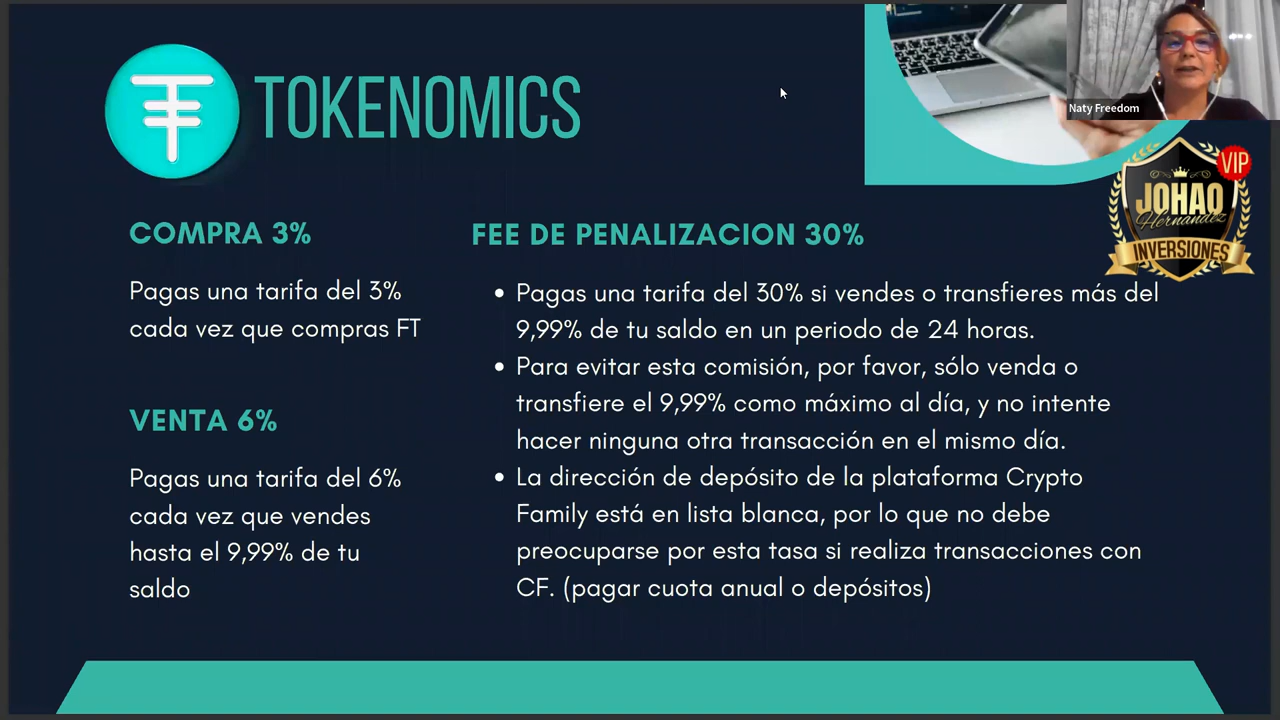 TOKENOMICS
Naty Freedom
VIP
JOHAO
Hernandez
INVERSIONES
COMPRA 3%
Pagas una tarifa del 3%
cada vez que compras FT
VENTA 6%
Pagas una tarifa del 6%
cada vez que vendes
hasta el 9,99% de tu
saldo
FEE DE PENALIZACION 30%
• Pagas una tarifa del 30% si vendes o transfieres más del
9,99% de tu saldo en un periodo de 24 horas.
• Para evitar esta comisión, por favor, sólo venda o
transfiere el 9,99% como máximo al día, y no intente
hacer ninguna otra transacción en el mismo día.
• La dirección de depósito de la plataforma Crypto
Family está en lista blanca, por lo que no debe
preocuparse por esta tasa si realiza transacciones con
CF. (pagar cuota anual o depósitos)